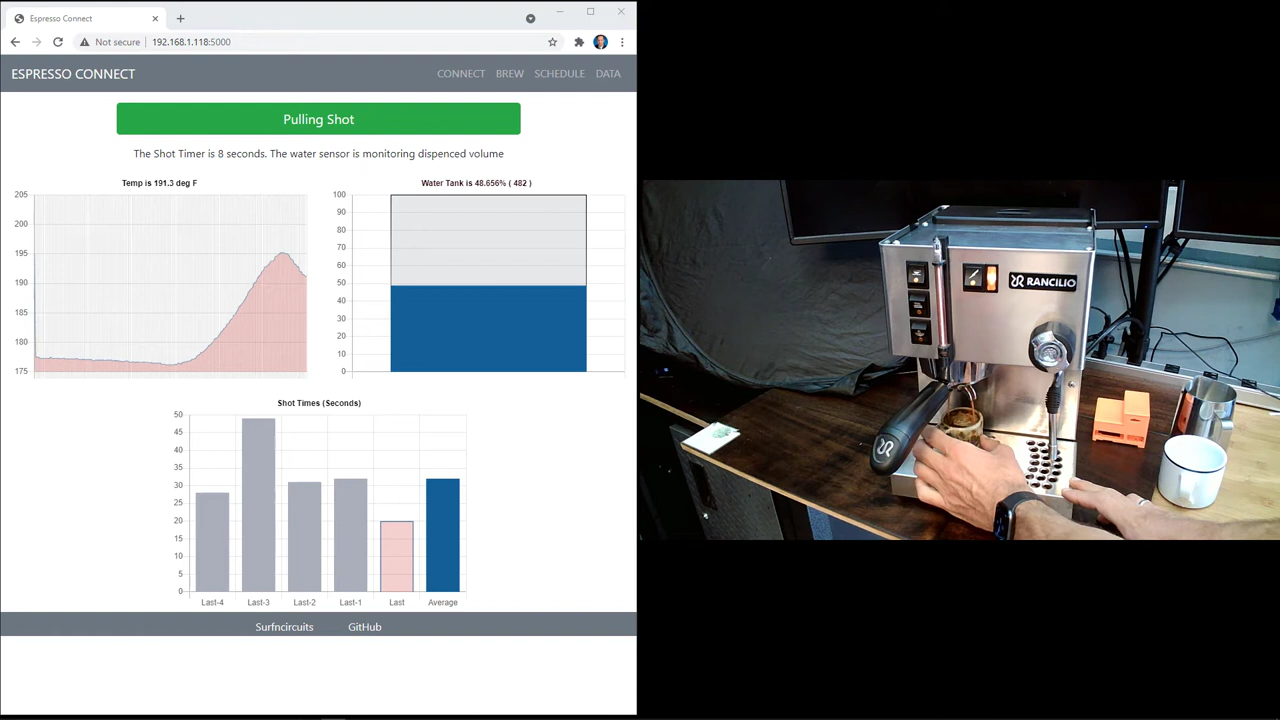 Espresso Connect
Not secure
192.168.1.118:5000
ESPRESSO CONNECT
CONNECT
BREW
SCHEDULE
DATA
Pulling Shot
The Shot Timer is 8 seconds. The water sensor is monitoring dispenced volume
Temp is 191.3 deg F
205
200
195
190
185
180
175
Water Tank is 48.656% ( 482 )
100
90
80
70
60
50
40
30
20
10
0
Shot Times (Seconds)
50
45
40
35
30
25
20
15
10
5
0
Last-4
Last-3
Last-2
Last-1
Last
Average
Surfncircuits
GitHub
RANCILIO